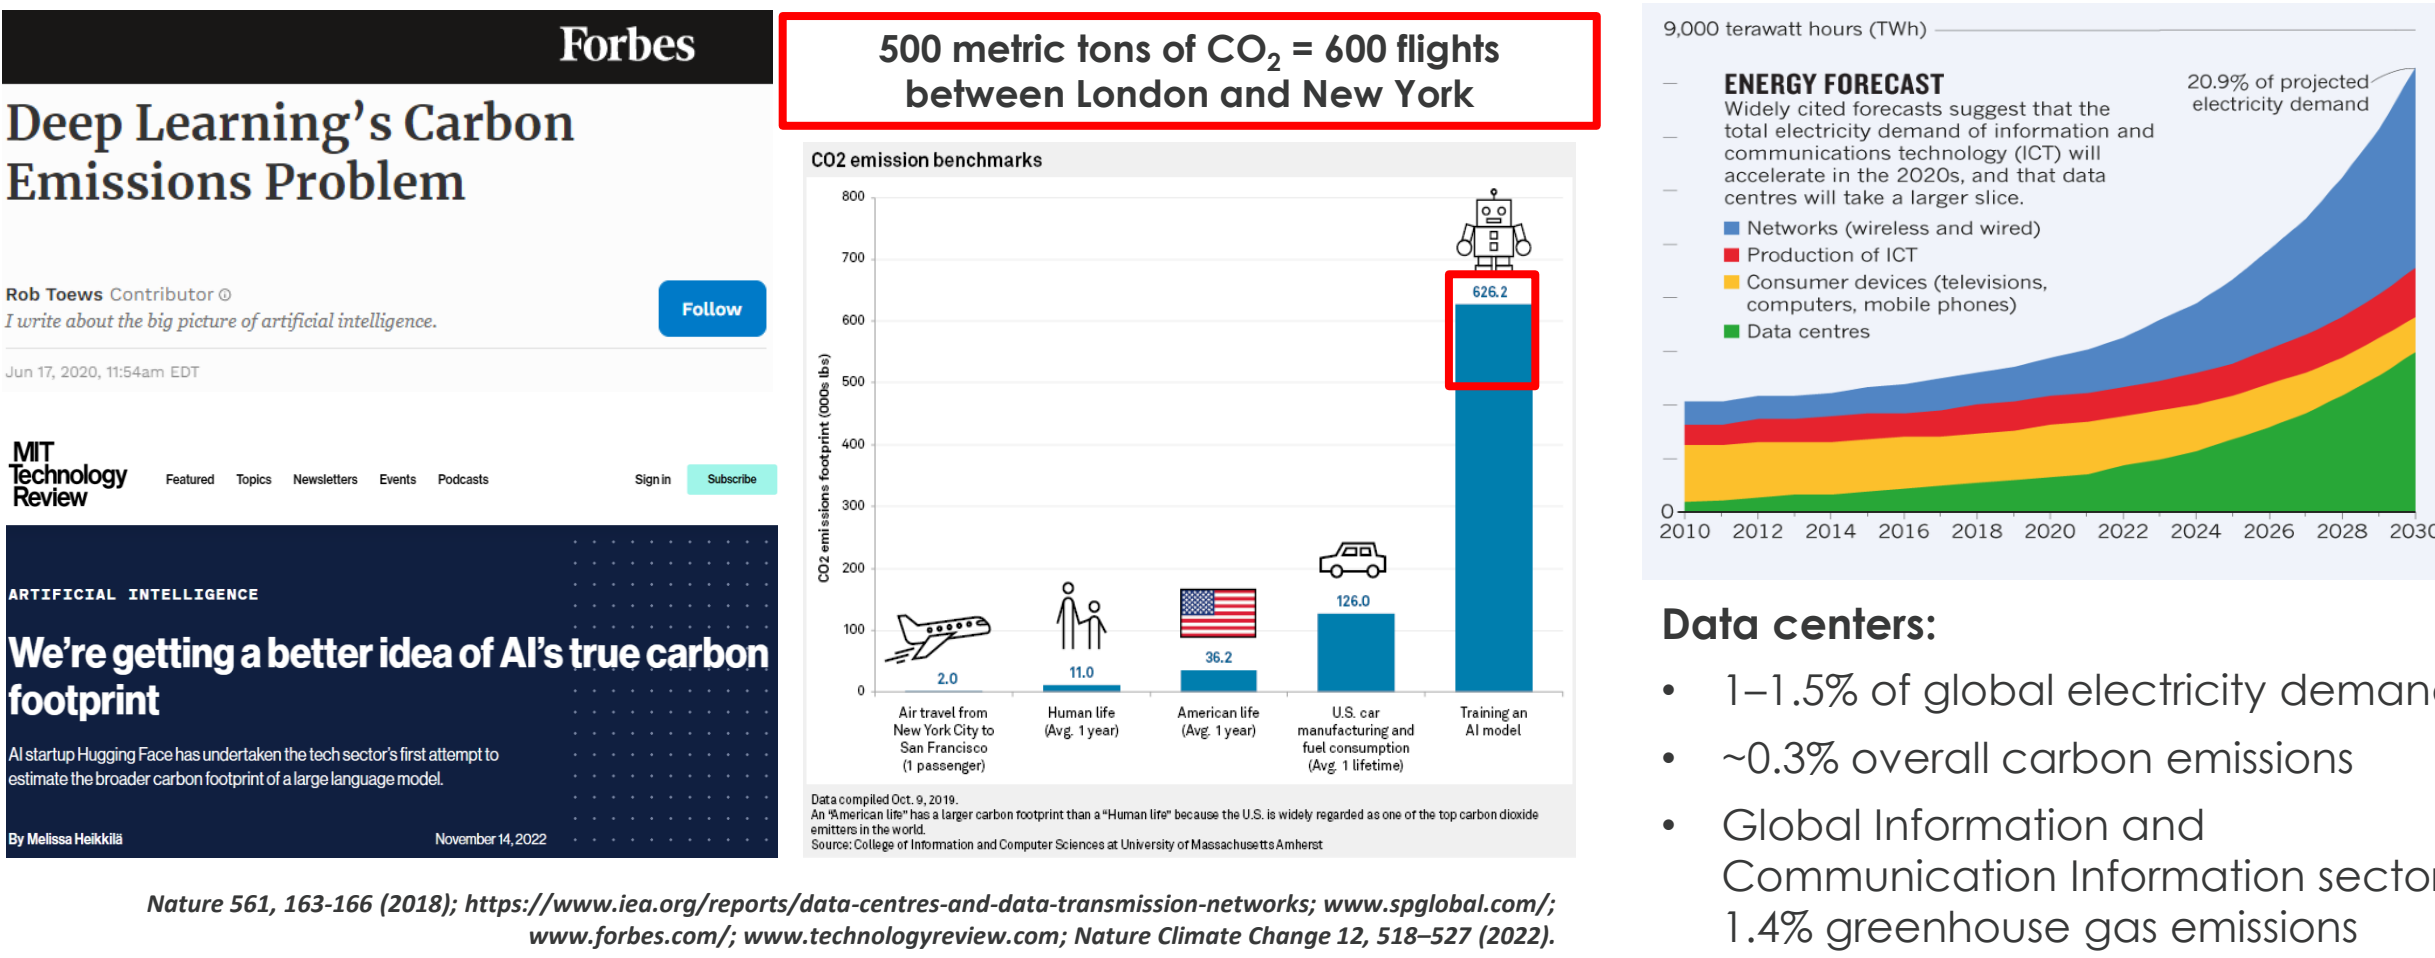 Forbes
Deep Learning's Carbon
Emissions Problem
Rob Toews Contributor
I write about the big picture of artificial intelligence.
Follow
Jun 17, 2020, 11:54am EDT
MIT
Technology
Review
Featured Topics Newsletters Events Podcasts Sign in Subscribe
ARTIFICIAL INTELLIGENCE
We're getting a better idea of AI's true carbon
footprint
AI startup Hugging Face has undertaken the tech sector's first attempt to
estimate the broader carbon footprint of a large language model.
By Melissa Heikkilä November 14, 2022
500 metric tons of CO₂ = 600 flights
between London and New York
CO2 emission benchmarks
CO2 emissions footprint (000s lbs)
800
700
600
500
400
300
200
100
0
2.0
11.0
36.2
126.0
626.2
Air travel from
New York City to
San Francisco
(1 passenger)
Human life
(Avg. 1 year)
American life
(Avg. 1 year)
U.S. car
manufacturing and
fuel consumption
(Avg. 1 lifetime)
Training an
AI model
Data compiled Oct. 9, 2019.
An "American life" has a larger carbon footprint than a "Human life" because the U.S. is widely regarded as one of the top carbon dioxide
emitters in the world.
Source: College of Information and Computer Sciences at University of Massachusetts Amherst
9,000 terawatt hours (TWh)
ENERGY FORECAST
Widely cited forecasts suggest that the
total electricity demand of information and
communications technology (ICT) will
accelerate in the 2020s, and that data
centres will take a larger slice.
Networks (wireless and wired)
Production of ICT
Consumer devices (televisions,
computers, mobile phones)
Data centres
20.9% of projected
electricity demand
0
2010 2012 2014 2016 2018 2020 2022 2024 2026 2028 2030
Data centers:
• 1–1.5% of global electricity deman
• ~0.3% overall carbon emissions
• Global Information and
Communication Information sector
1.4% greenhouse gas emissions
Nature 561, 163-166 (2018); https://www.iea.org/reports/data-centres-and-data-transmission-networks; www.spglobal.com/;
www.forbes.com/; www.technologyreview.com; Nature Climate Change 12, 518–527 (2022).